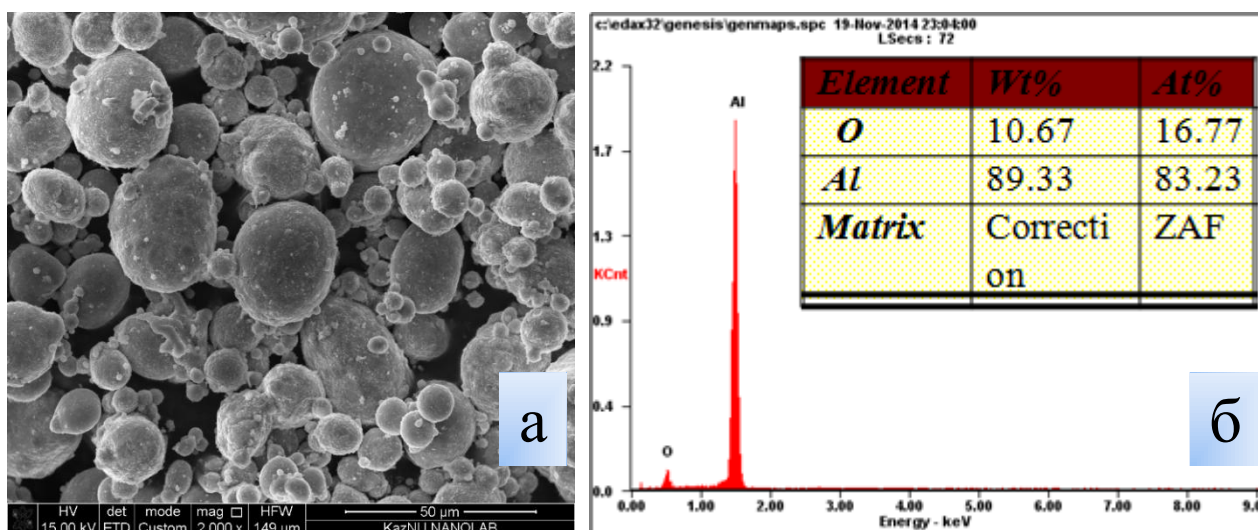 а
HV det mode mag HFW 50 µm
15.00 kV ETD Custom 2 000 x 149 µm KazNU NANOLAB
c:\edax32\genesis\genmaps.spc 19-Nov-2014 23:04:00
LSecs : 72
2.2
1.7
1.3
KCnt
0.9
0.4
0.0
Al
O
Element Wt% At%
O 10.67 16.77
Al 89.33 83.23
Matrix Correcti ZAF
on
б
0.00 1.00 2.00 3.00 4.00 5.00 6.00 7.00 8.00
Energy - keV